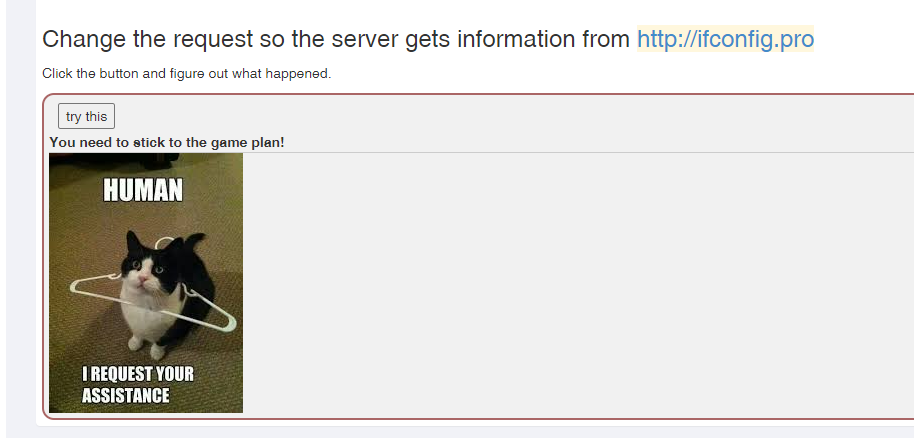 Change the request so the server gets information from http://ifconfig.pro
Click the button and figure out what happened.
try this
You need to stick to the game plan!
HUMAN
I REQUEST YOUR
ASSISTANCE